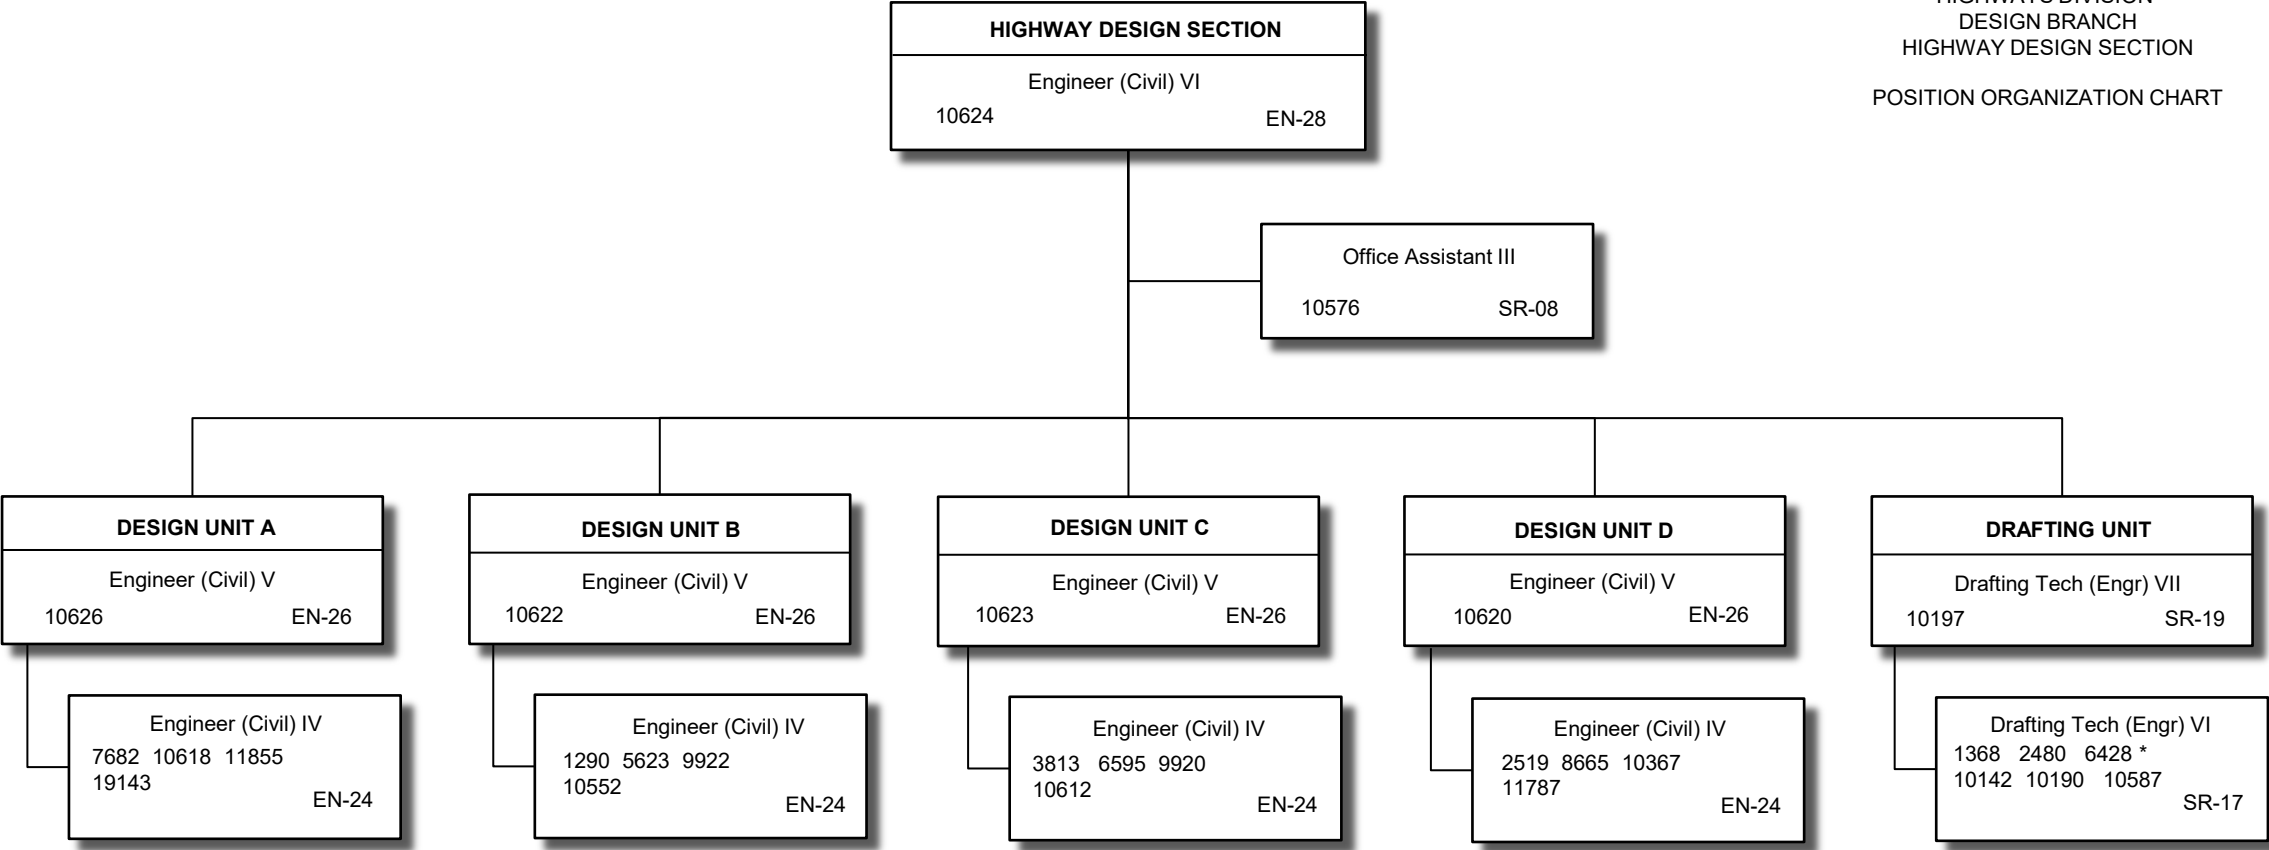 HIGHWAYS DIVISION
DESIGN BRANCH
HIGHWAY DESIGN SECTION
POSITION ORGANIZATION CHART
HIGHWAY DESIGN SECTION
Engineer (Civil) VI
10624 EN-28
Office Assistant III
10576 SR-08
DESIGN UNIT A
Engineer (Civil) V
10626 EN-26
Engineer (Civil) IV
7682 10618 11855
19143
EN-24
DESIGN UNIT B
Engineer (Civil) V
10622 EN-26
Engineer (Civil) IV
1290 5623 9922
10552
EN-24
DESIGN UNIT C
Engineer (Civil) V
10623 EN-26
Engineer (Civil) IV
3813 6595 9920
10612
EN-24
DESIGN UNIT D
Engineer (Civil) V
10620 EN-26
Engineer (Civil) IV
2519 8665 10367
11787
EN-24
DRAFTING UNIT
Drafting Tech (Engr) VII
10197 SR-19
Drafting Tech (Engr) VI
1368 2480 6428 *
10142 10190 10587
SR-17